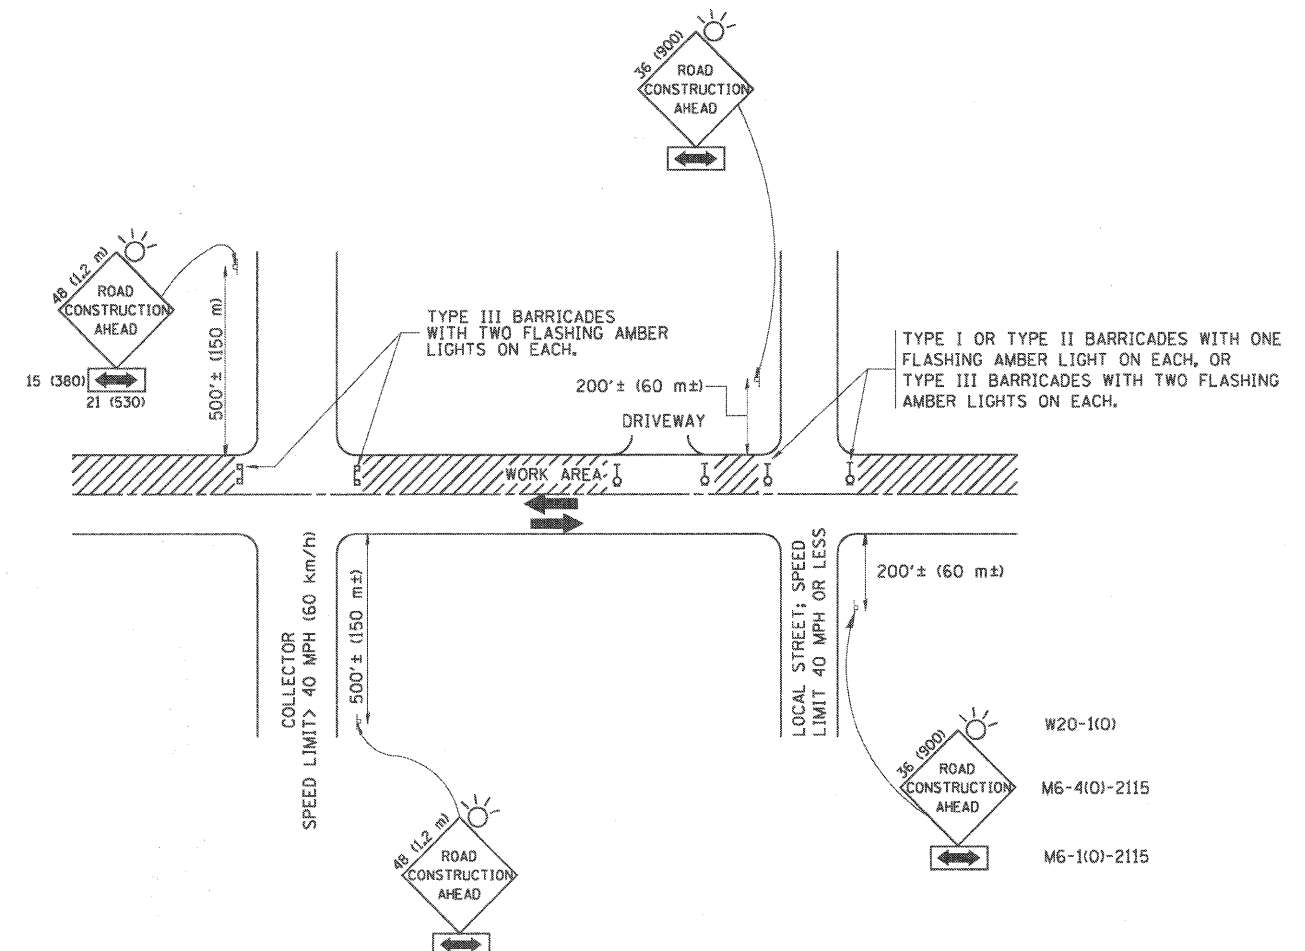 36 (900)
ROAD
CONSTRUCTION
AHEAD
48 (1.2 m)
ROAD
CONSTRUCTION
AHEAD
15 (380)
21 (530)
500'± (150 m)
TYPE III BARRICADES
WITH TWO FLASHING AMBER
LIGHTS ON EACH.
200'± (60 m±)
DRIVEWAY
TYPE I OR TYPE II BARRICADES WITH ONE
FLASHING AMBER LIGHT ON EACH, OR
TYPE III BARRICADES WITH TWO FLASHING
AMBER LIGHTS ON EACH.
WORK AREA
COLLECTOR
SPEED LIMIT> 40 MPH (60 km/h)
500'± (150 m±)
LOCAL STREET; SPEED
LIMIT 40 MPH OR LESS
200'± (60 m±)
48 (1.2 m)
ROAD
CONSTRUCTION
AHEAD
36 (900)
ROAD
CONSTRUCTION
AHEAD
W20-1(O)
M6-4(O)-2115
M6-1(O)-2115